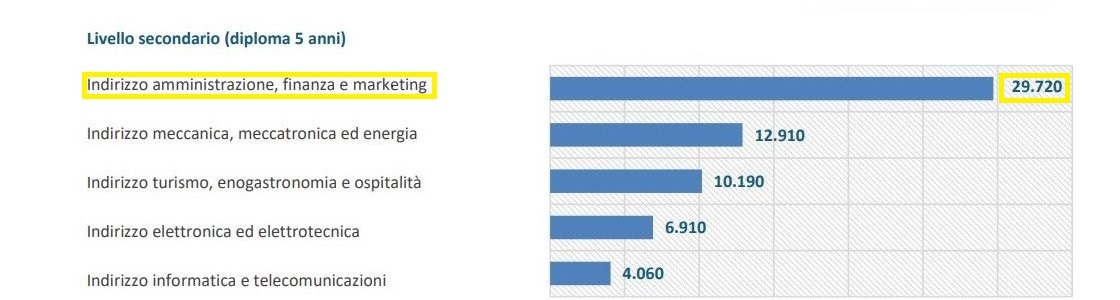 Livello secondario (diploma 5 anni)
Indirizzo amministrazione, finanza e marketing 29.720
Indirizzo meccanica, meccatronica ed energia 12.910
Indirizzo turismo, enogastronomia e ospitalità 10.190
Indirizzo elettronica ed elettrotecnica 6.910
Indirizzo informatica e telecomunicazioni 4.060